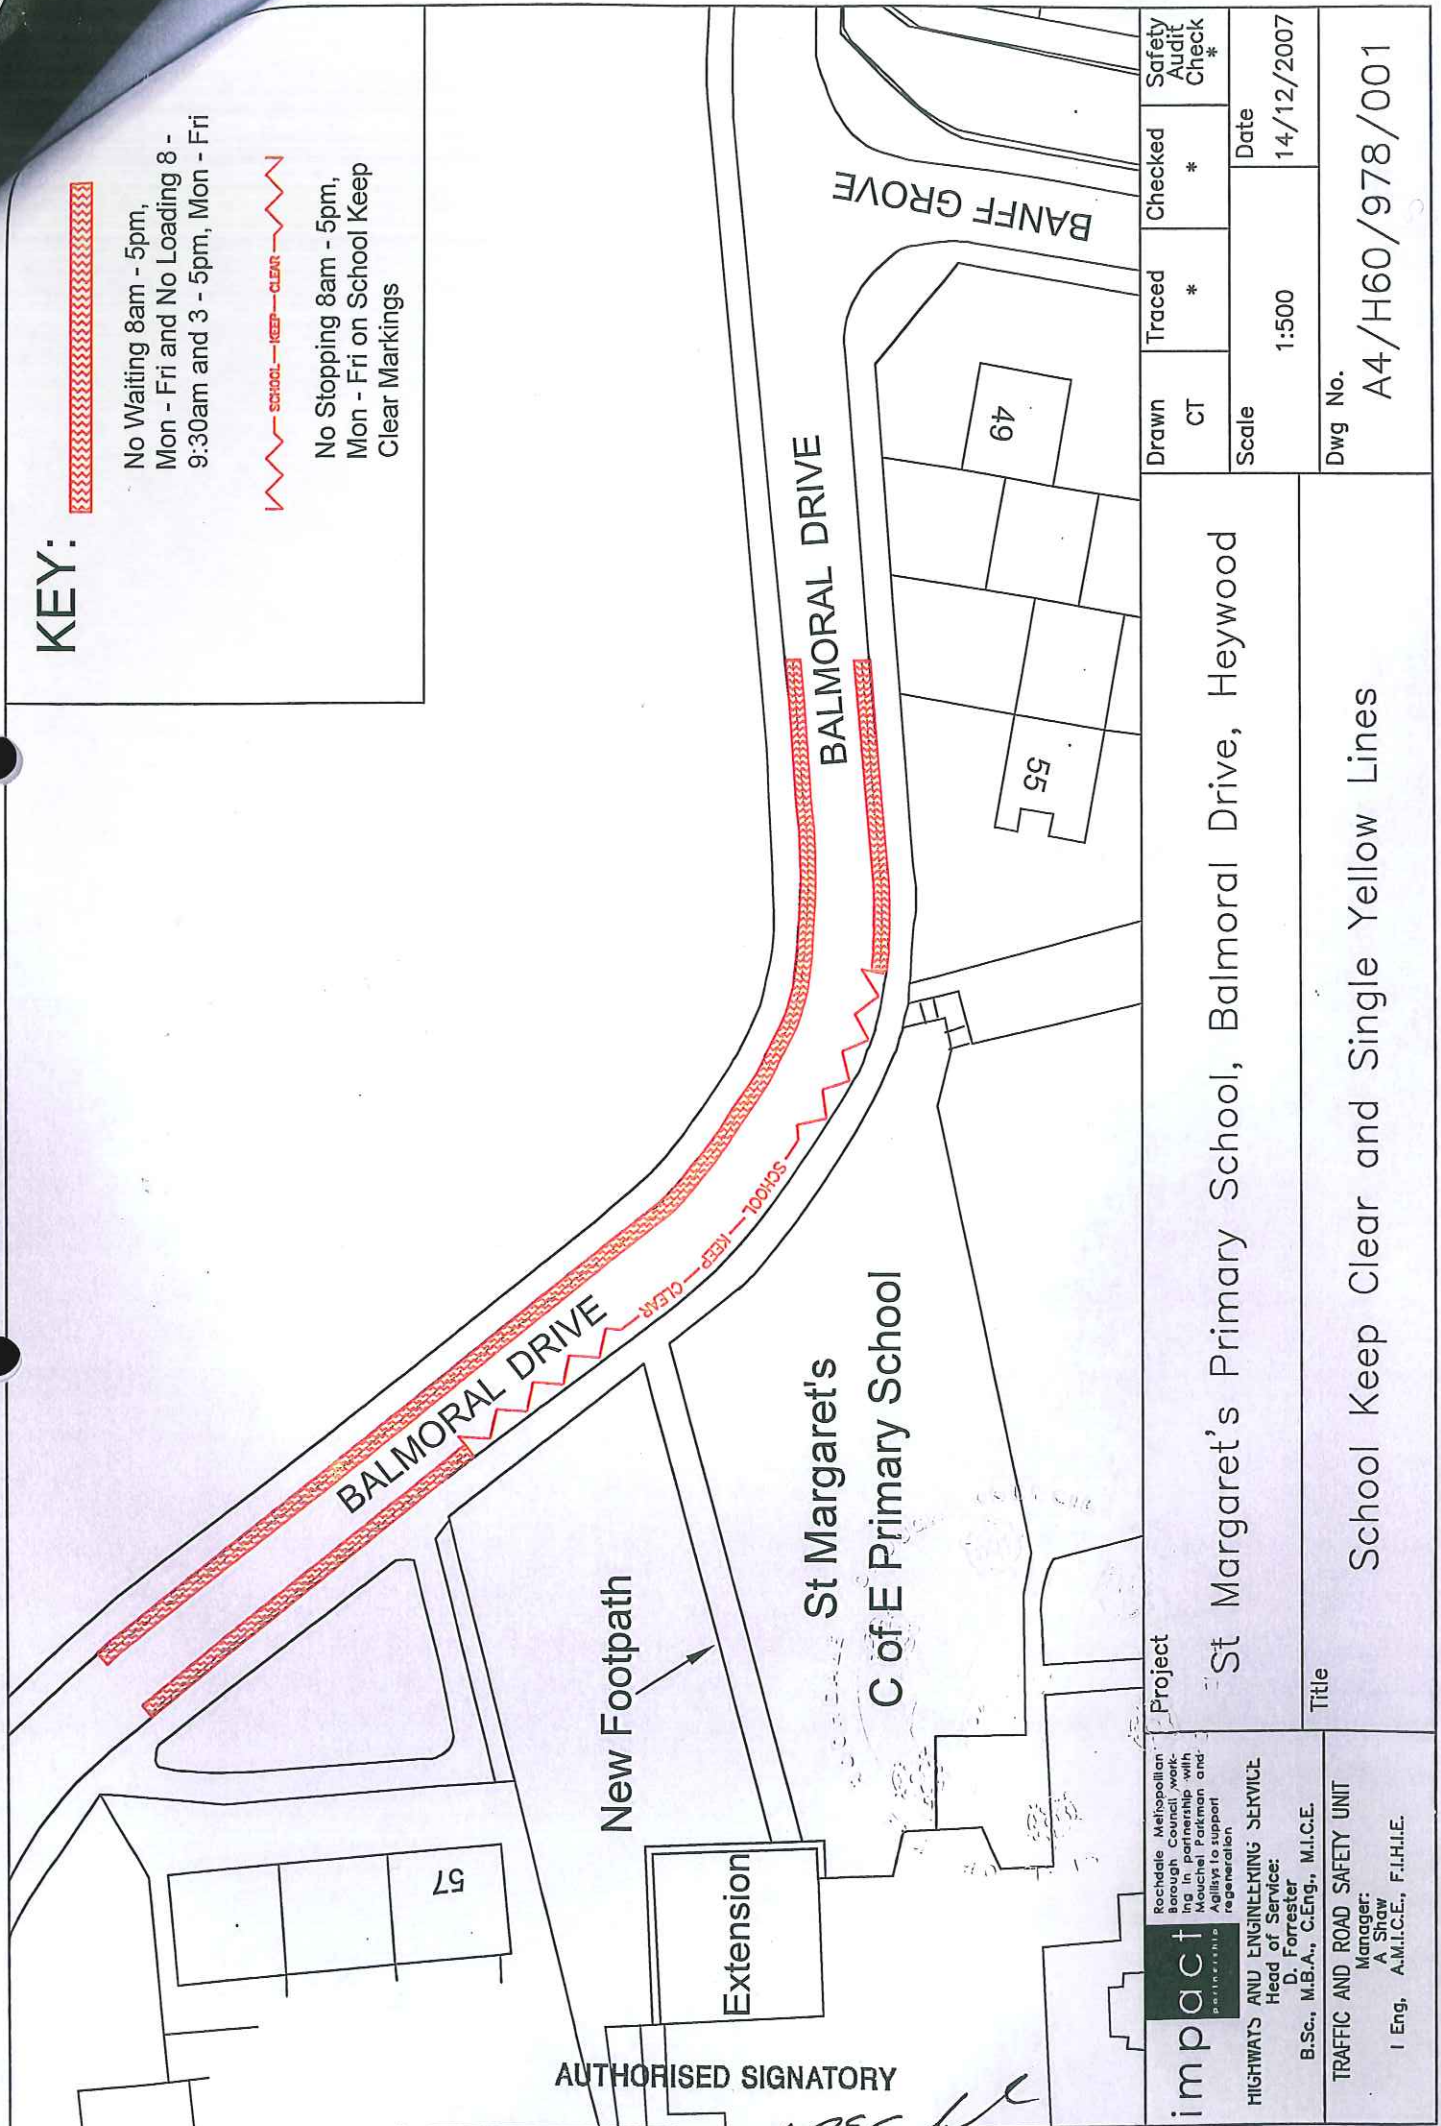 KEY:
No Waiting 8am - 5pm,
Mon - Fri and No Loading 8 -
9:30am and 3 - 5pm, Mon - Fri
SCHOOL KEEP CLEAR
No Stopping 8am - 5pm,
Mon - Fri on School Keep
Clear Markings
BALMORAL DRIVE
BALMORAL DRIVE
BANFF GROVE
CLEAR KEEP SCHOOL
49
55
57
New Footpath
St Margaret's
C of E Primary School
Extension
AUTHORISED SIGNATORY
impact
partnership
Rochdale Metropolitan
Borough Council work-
ing in partnership with
Mouchel Parkman and
Agilisys to support
regeneration
HIGHWAYS AND ENGINEERING SERVICE
Head of Service:
D. Forrester
B.Sc., M.B.A., C.Eng., M.I.C.E.
TRAFFIC AND ROAD SAFETY UNIT
Manager:
A Shaw
I Eng, A.M.I.C.E., F.I.H.I.E.
Project
St Margaret's Primary School, Balmoral Drive, Heywood
Title
School Keep Clear and Single Yellow Lines
Drawn
CT
Traced
*
Checked
*
Safety
Audit
Check
*
Scale
1:500
Date
14/12/2007
Dwg No.
A4/H60/978/001